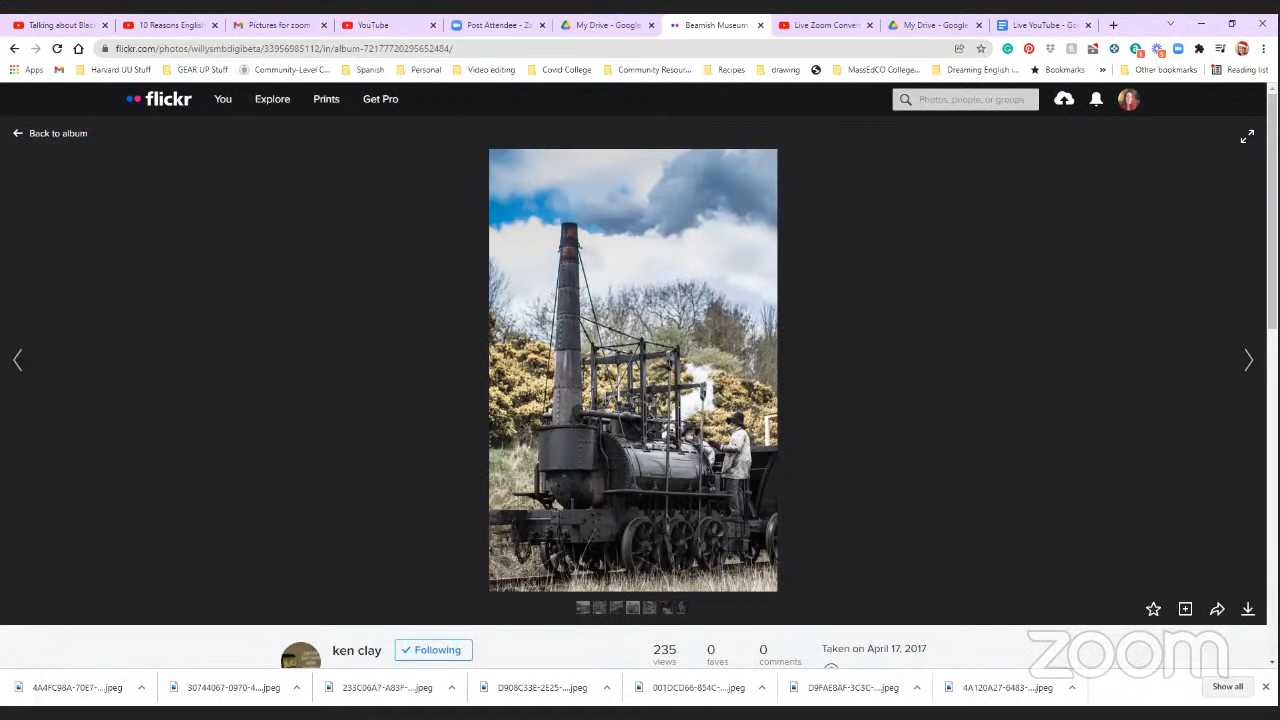 Talking about Blac
10 Reasons English
Pictures for zoom
YouTube
Post Attendee - Zo
My Drive - Google
Beamish Museum
Live Zoom Conver
My Drive - Google
Live YouTube - Go
flickr.com/photos/willysmbdigibeta/33956985112/in/album-72177720295652484/
Apps
Harvard UU Stuff
GEAR UP Stuff
Community-Level C...
Spanish
Personal
Video editing
Covid College
Community Resour...
Recipes
drawing
MassEdCO College...
Dreaming English i...
Bookmarks
»
Other bookmarks
Reading list
flickr
You
Explore
Prints
Get Pro
Photos, people, or groups
Back to album
ken clay
Following
235
views
0
faves
0
comments
Taken on April 17, 2017
zoom
4A4FC98A-70E7-....jpeg
30744067-0970-4....jpeg
233C06A7-A83F-....jpeg
D908C13E-2E25-....jpeg
001DCD66-854C-....jpeg
D9FAE8AF-3C3C-....jpeg
4A120A27-6483-....jpeg
Show all